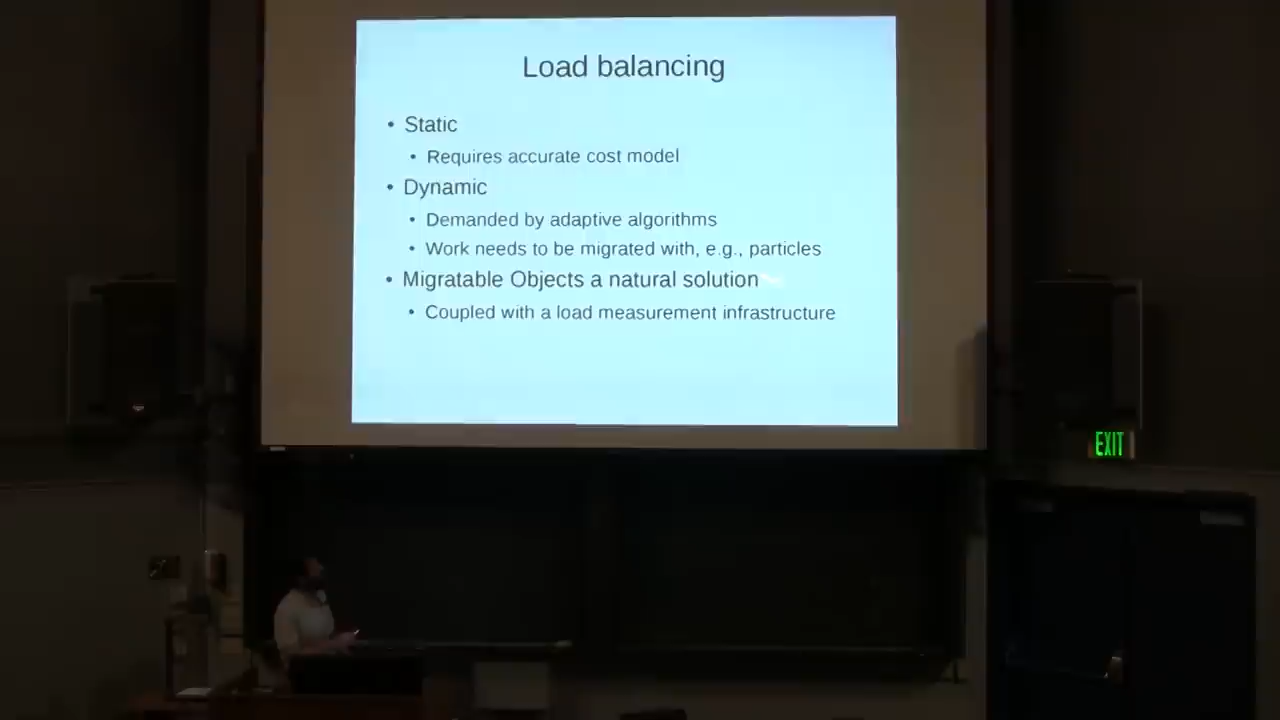 Load balancing
• Static
• Requires accurate cost model
• Dynamic
• Demanded by adaptive algorithms
• Work needs to be migrated with, e.g., particles
• Migratable Objects a natural solution
• Coupled with a load measurement infrastructure
EXIT